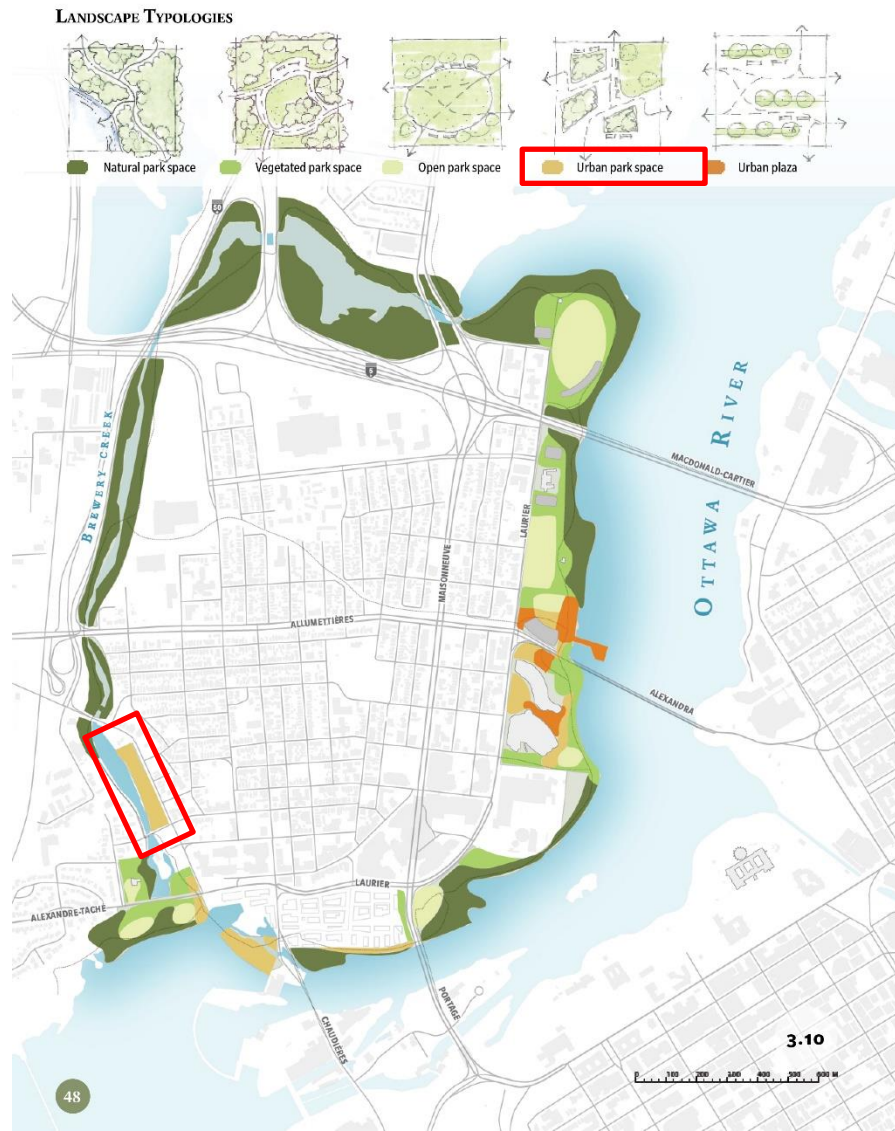 LANDSCAPE TYPOLOGIES
Natural park space
Vegetated park space
Open park space
Urban park space
Urban plaza
50
5
BREWERY CREEK
OTTAWA RIVER
MACDONALD-CARTIER
LAURIER
MAISONNEUVE
ALLUMETTIÈRES
ALEXANDRA
LAURIER
ALEXANDRE-TACHÉ
PORTAGE
CHAUDIÈRES
3.10
0 100 200 300 400 500 600 M
48